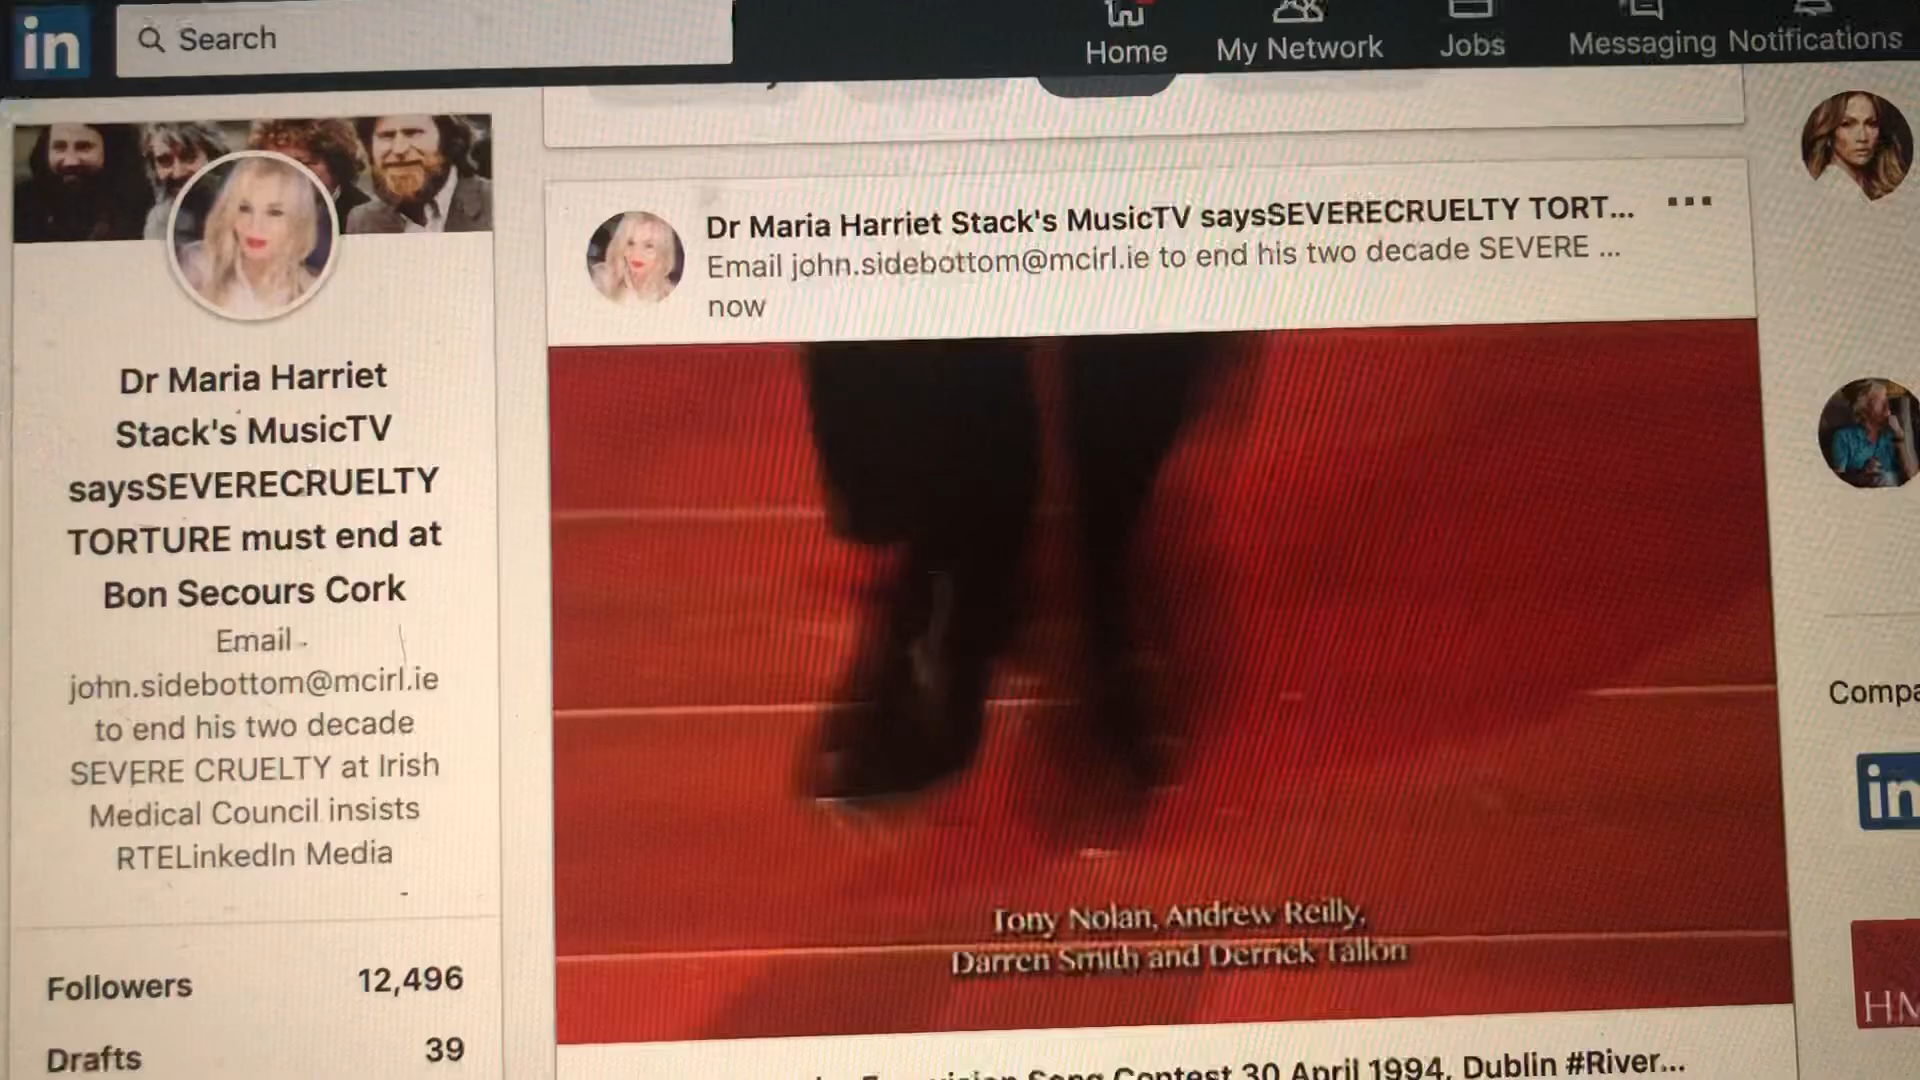 in
Search
Home
My Network
Jobs
Messaging
Notifications
Dr Maria Harriet Stack's MusicTV saysSEVERECRUELTY TORT...
Email john.sidebottom@mcirl.ie to end his two decade SEVERE ...
now
Dr Maria Harriet
Stack's MusicTV
saysSEVERECRUELTY
TORTURE must end at
Bon Secours Cork
Email
john.sidebottom@mcirl.ie
to end his two decade
SEVERE CRUELTY at Irish
Medical Council insists
RTELinkedIn Media
Followers 12,496
Drafts 39
Tony Nolan, Andrew Reilly,
Darren Smith and Derrick Tallon
Song Contest 30 April 1994, Dublin #River...
Compa
in
HM